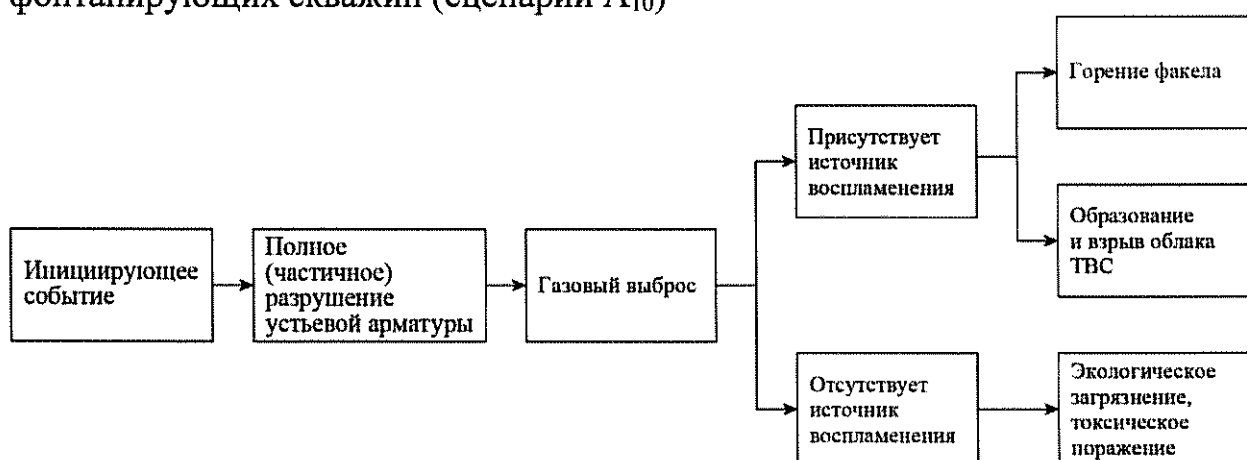 фонтанирующих скважин (сценарий А10)
Горение факела
Присутствует
источник
воспламенения
Образование
и взрыв облака
ТВС
Инициирующее
событие
Полное
(частичное)
разрушение
устьевой арматуры
Газовый выброс
Отсутствует
источник
воспламенения
Экологическое
загрязнение,
токсическое
поражение